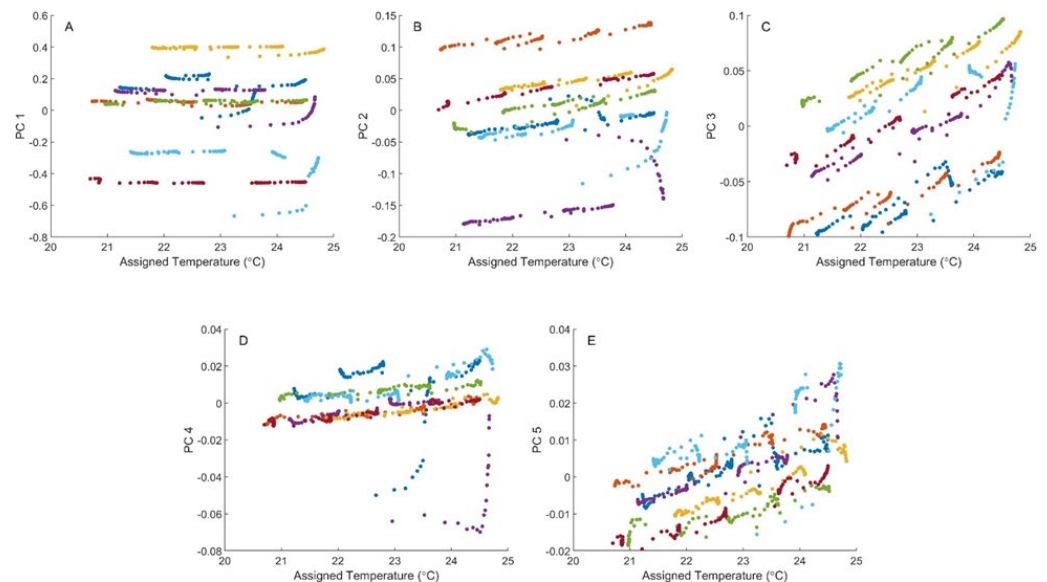 A
PC 1
0.6
0.4
0.2
0
-0.2
-0.4
-0.6
-0.8
20 21 22 23 24 25
Assigned Temperature (°C)
B
PC 2
0.15
0.1
0.05
0
-0.05
-0.1
-0.15
-0.2
20 21 22 23 24 25
Assigned Temperature (°C)
C
PC 3
0.1
0.05
0
-0.05
-0.1
20 21 22 23 24 25
Assigned Temperature (°C)
D
PC 4
0.04
0.02
0
-0.02
-0.04
-0.06
-0.08
20 21 22 23 24 25
Assigned Temperature (°C)
E
PC 5
0.04
0.03
0.02
0.01
0
-0.01
-0.02
20 21 22 23 24 25
Assigned Temperature (°C)